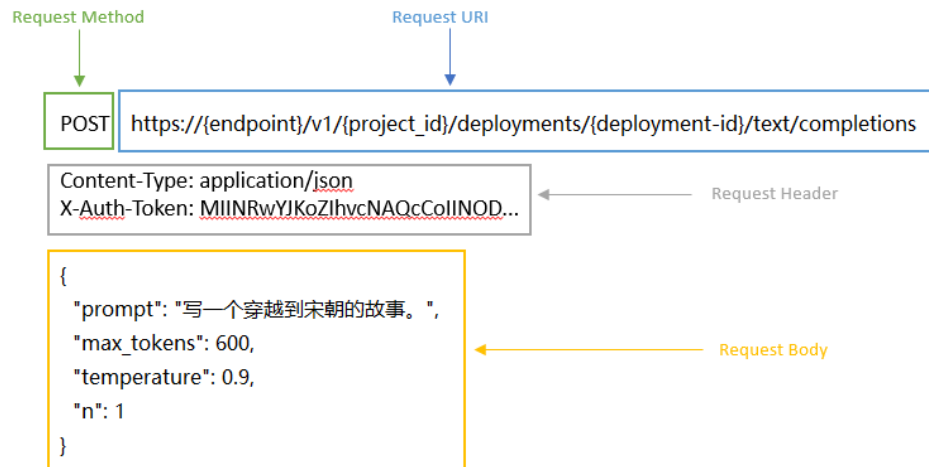 Request Method
Request URI
POST https://{endpoint}/v1/{project_id}/deployments/{deployment-id}/text/completions
Content-Type: application/json
X-Auth-Token: MIINRwYJKoZIhvcNAQcCoIINOD...
Request Header
{
"prompt": "写一个穿越到宋朝的故事。",
"max_tokens": 600,
"temperature": 0.9,
"n": 1
}
Request Body